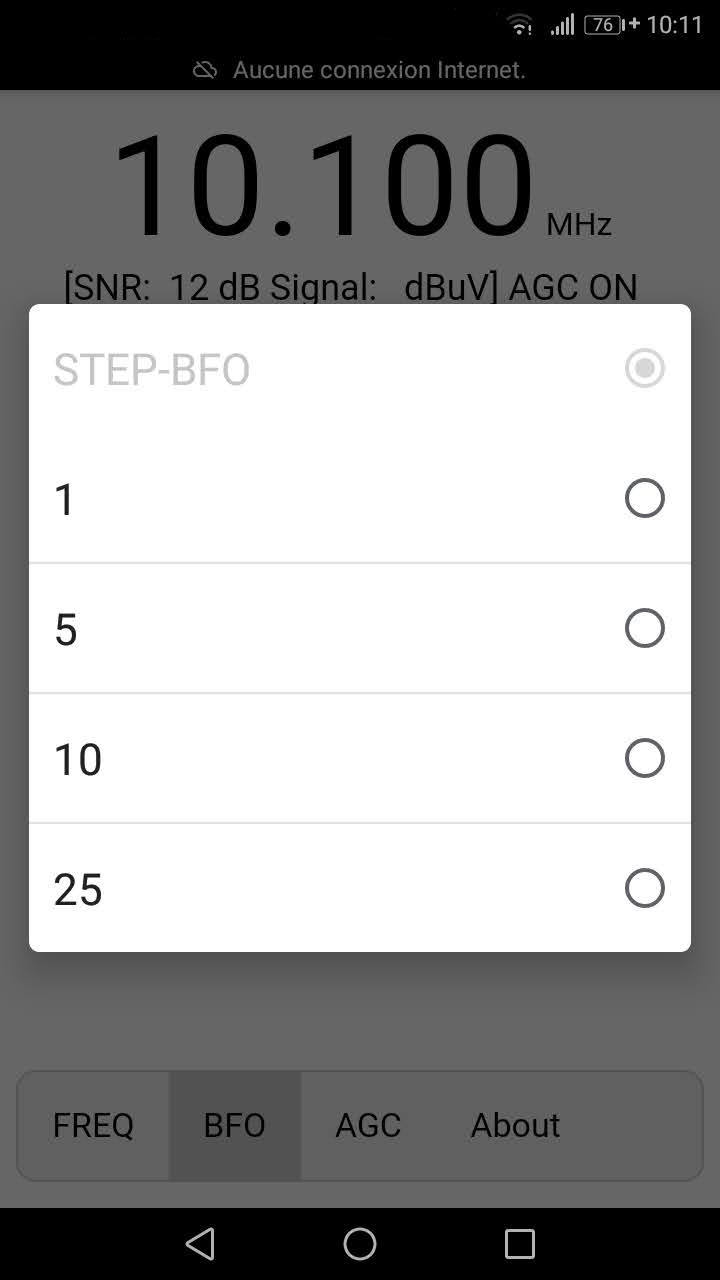 76 10:11
Aucune connexion Internet.
10.100 MHz
[SNR: 12 dB Signal: dBuV] AGC ON
STEP-BFO
1
5
10
25
FREQ BFO AGC About